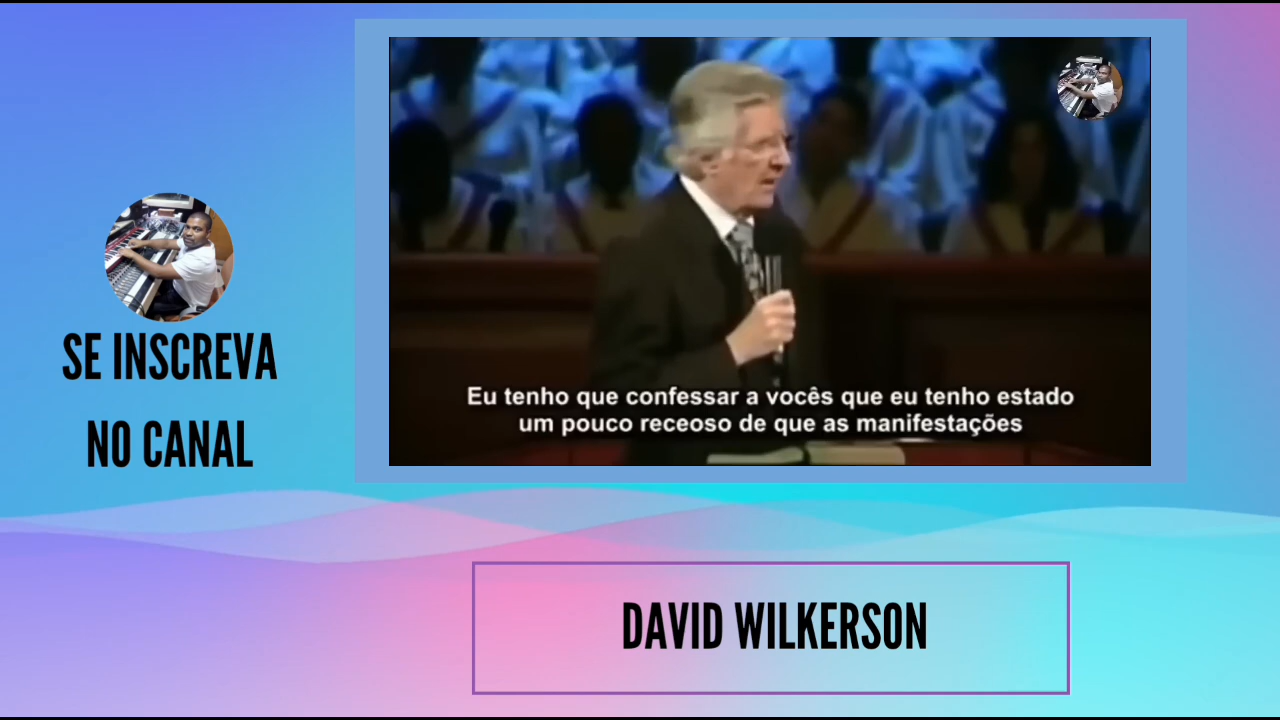 SE INSCREVA
NO CANAL
Eu tenho que confessar a vocês que eu tenho estado
um pouco receoso de que as manifestações
DAVID WILKERSON